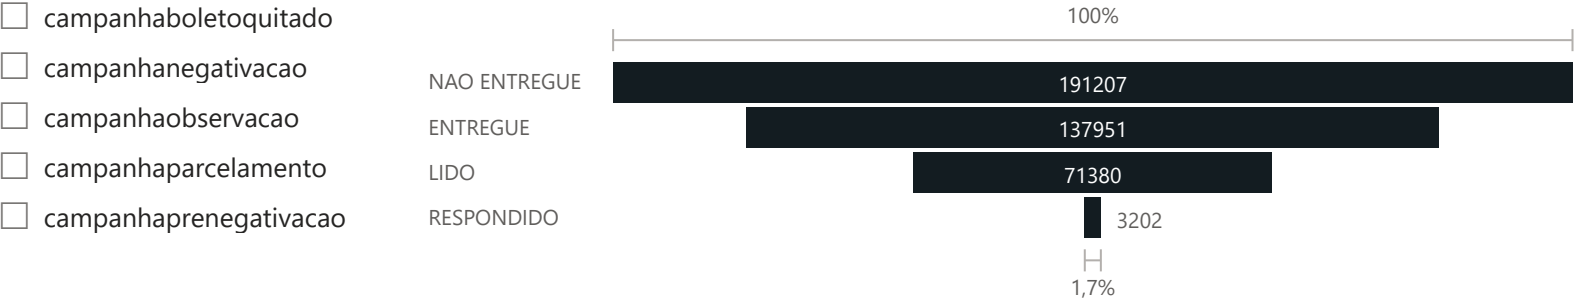 campanhaboletoquitado
campanhanegativacao
campanhaobservacao
campanhaparcelamento
campanhaprenegativacao
100%
NAO ENTREGUE 191207
ENTREGUE 137951
LIDO 71380
RESPONDIDO 3202
1,7%